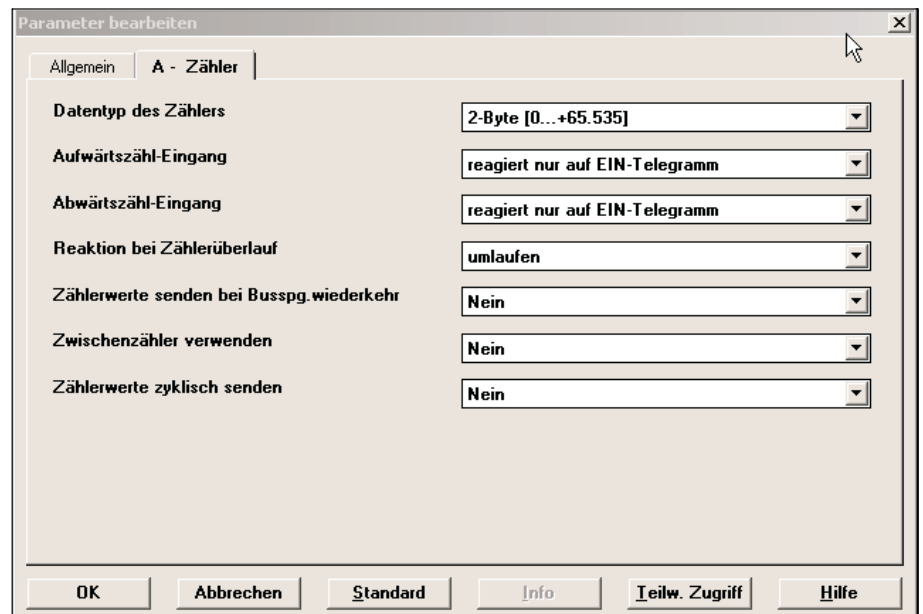 Parameter bearbeiten
Allgemein A - Zähler
Datentyp des Zählers 2-Byte [0...+65.535]
Aufwärtszähl-Eingang reagiert nur auf EIN-Telegramm
Abwärtszähl-Eingang reagiert nur auf EIN-Telegramm
Reaktion bei Zählerüberlauf umlaufen
Zählerwerte senden bei Busspg.wiederkehr Nein
Zwischenzähler verwenden Nein
Zählerwerte zyklisch senden Nein
OK Abbrechen Standard Info Teilw. Zugriff Hilfe